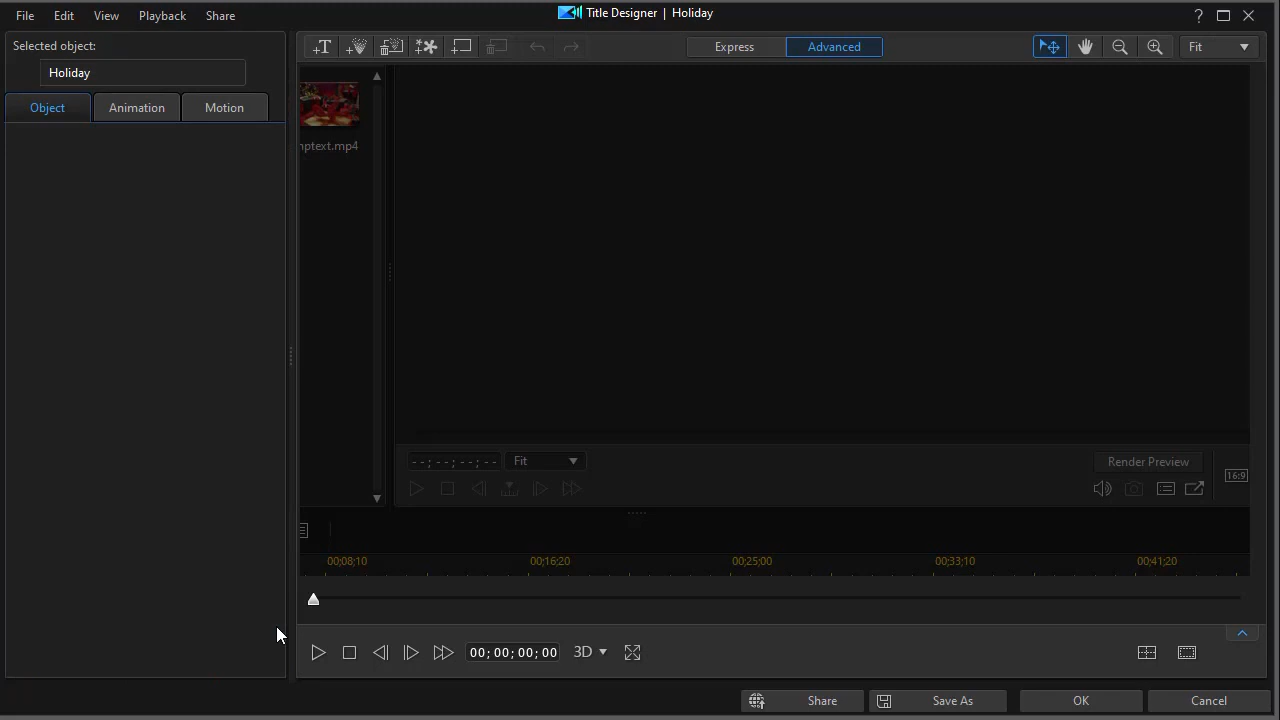 Title Designer | Holiday
File Edit View Playback Share ?
Selected object:
Holiday
Object Animation Motion
T Express Advanced Fit
ptext.mp4
--;--;--;-- Fit Render Preview
16:9
00;08;10 00;16;20 00;25;00 00;33;10 00;41;20
00;00;00;00 3D
Share Save As OK Cancel